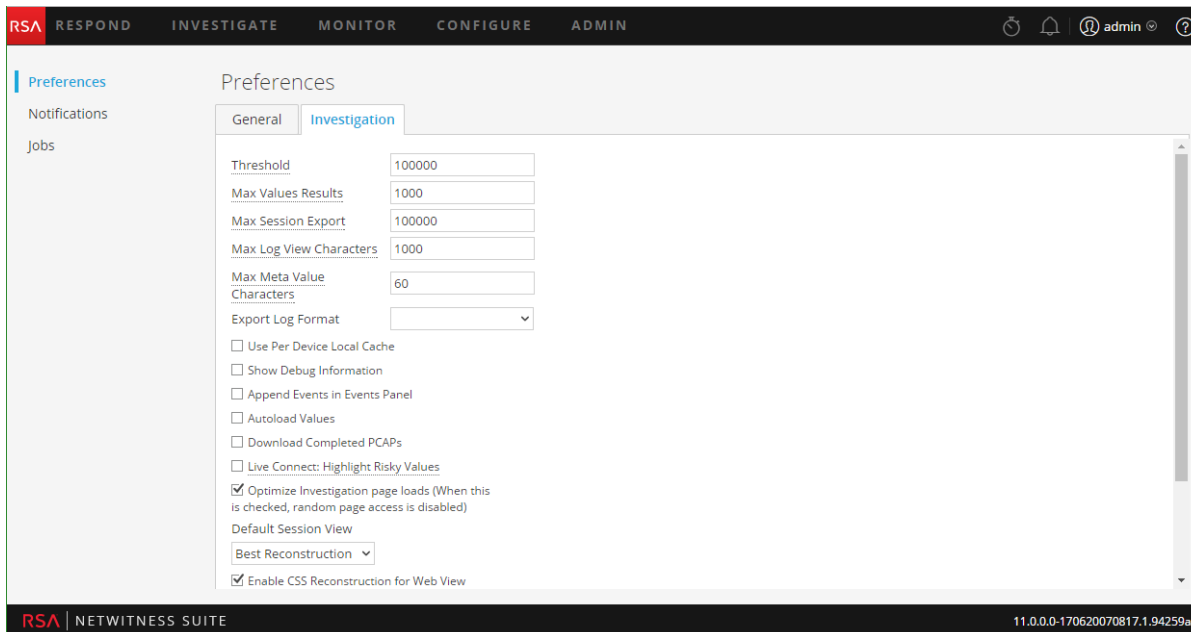 RSA RESPOND INVESTIGATE MONITOR CONFIGURE ADMIN admin ?
Preferences
Notifications
Jobs
Preferences
General Investigation
Threshold 100000
Max Values Results 1000
Max Session Export 100000
Max Log View Characters 1000
Max Meta Value
Characters 60
Export Log Format
Use Per Device Local Cache
Show Debug Information
Append Events in Events Panel
Autoload Values
Download Completed PCAPs
Live Connect: Highlight Risky Values
Optimize Investigation page loads (When this
is checked, random page access is disabled)
Default Session View
Best Reconstruction
Enable CSS Reconstruction for Web View
RSA NETWITNESS SUITE 11.0.0.0-170620070817.1.94259a